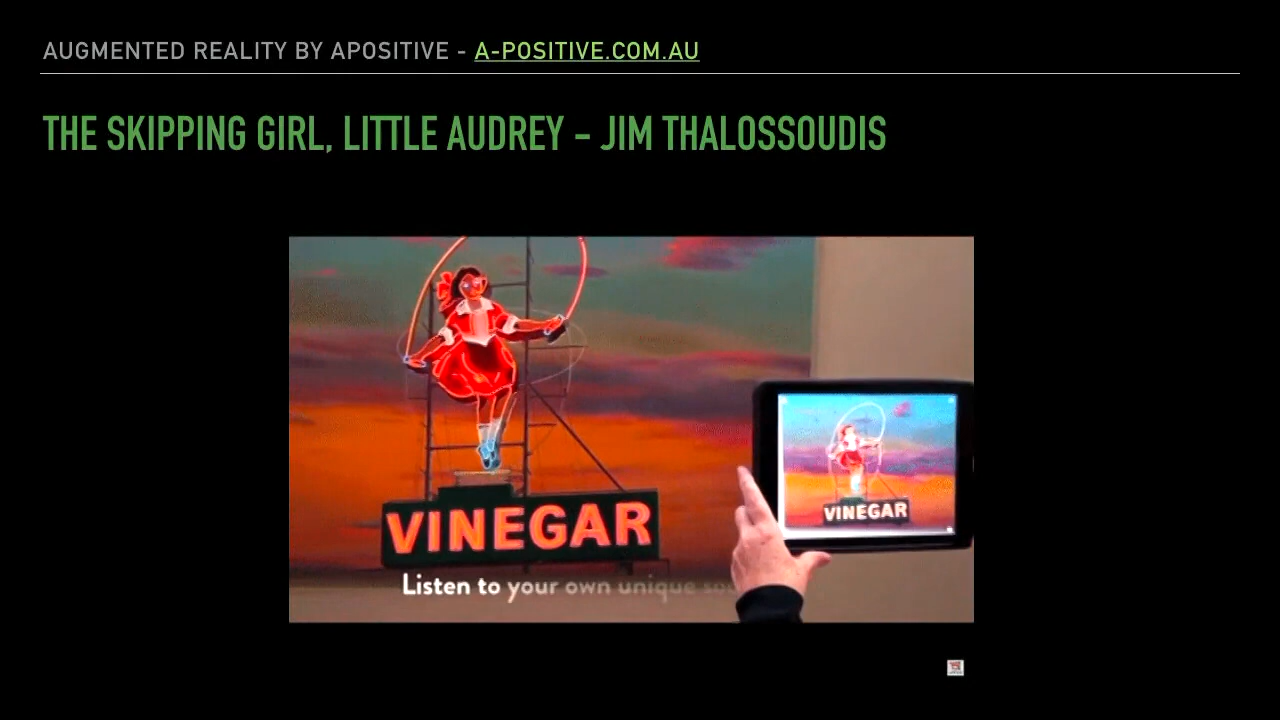 AUGMENTED REALITY BY APOSITIVE - A-POSITIVE.COM.AU
THE SKIPPING GIRL, LITTLE AUDREY - JIM THALOSSOUDIS
VINEGAR
VINEGAR
Listen to your own unique